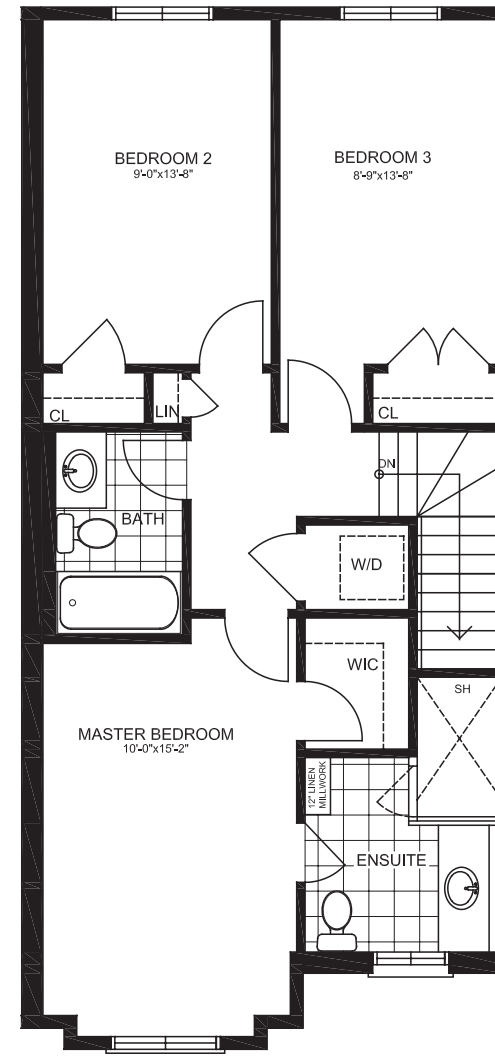 BEDROOM 2
9'-0"x13'-8"
BEDROOM 3
8'-9"x13'-8"
CL
LIN
CL
DN
BATH
W/D
WIC
SH
MASTER BEDROOM
10'-0"x15'-2"
12" LINEN
MILLWORK
ENSUITE